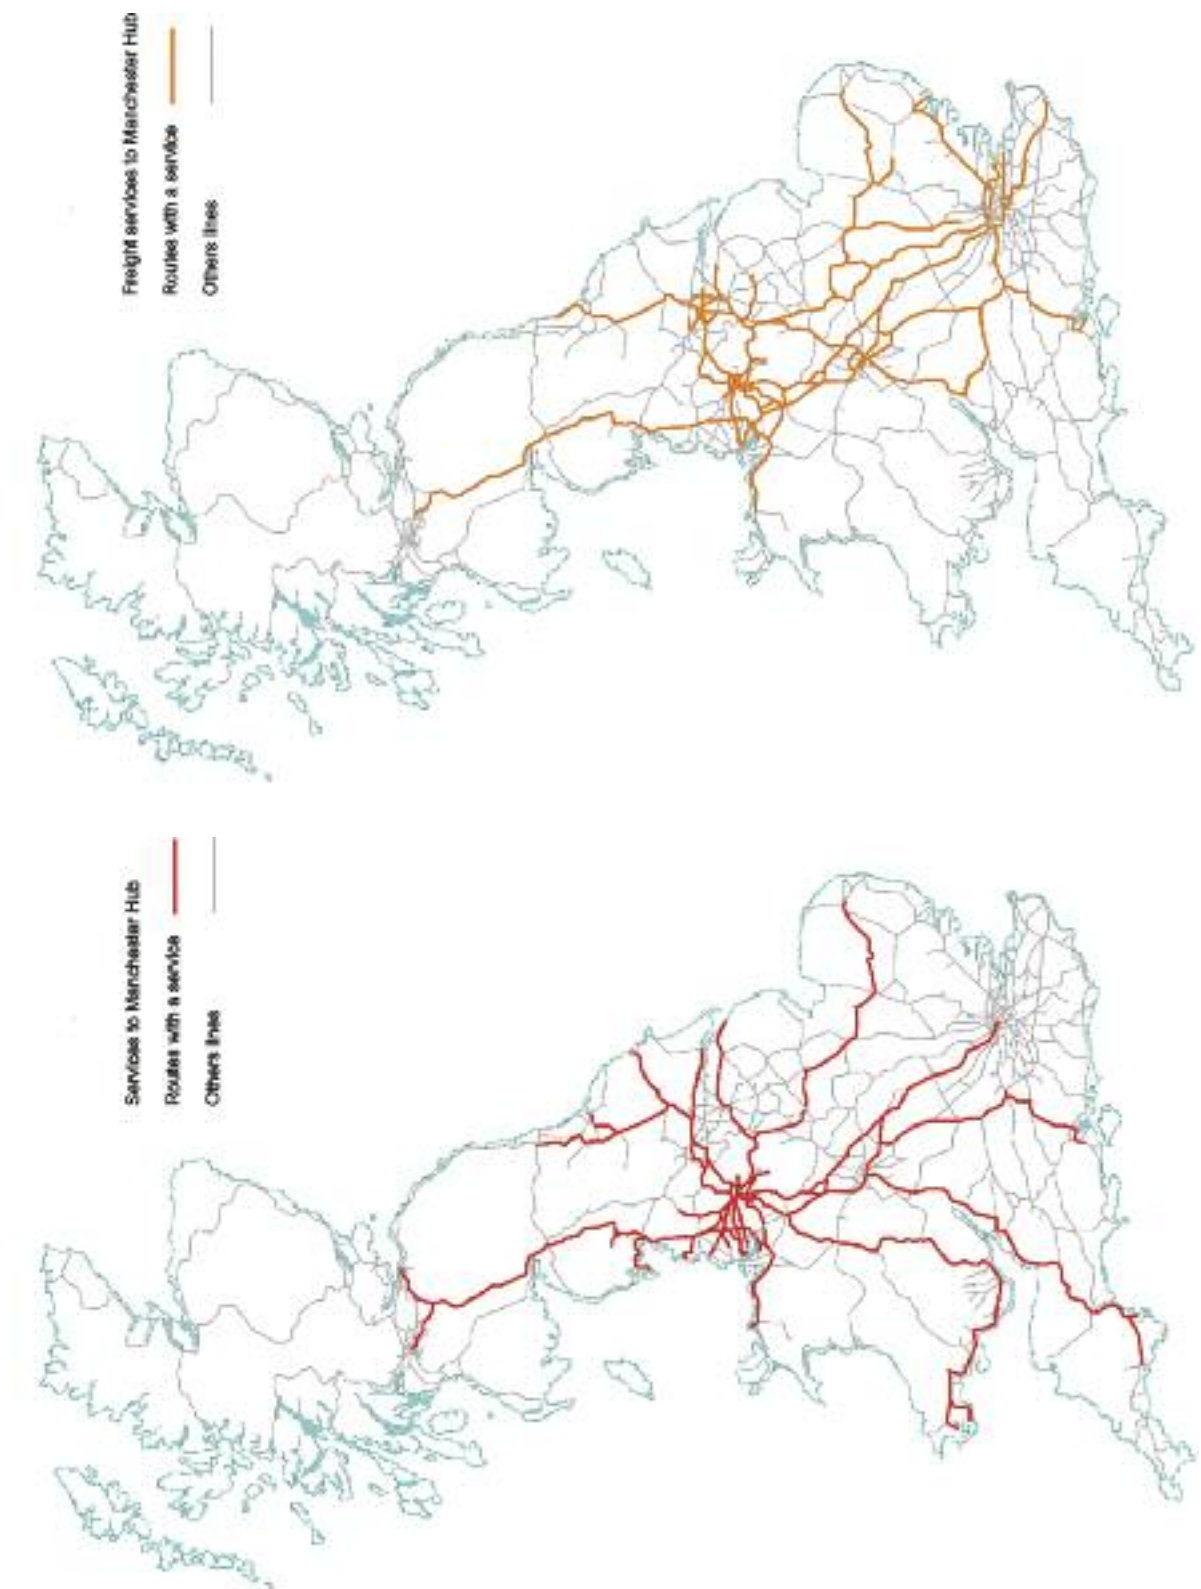 Freight services to Manchester Hub
Routes with a service
Others lines
Services to Manchester Hub
Routes with a service
Others lines